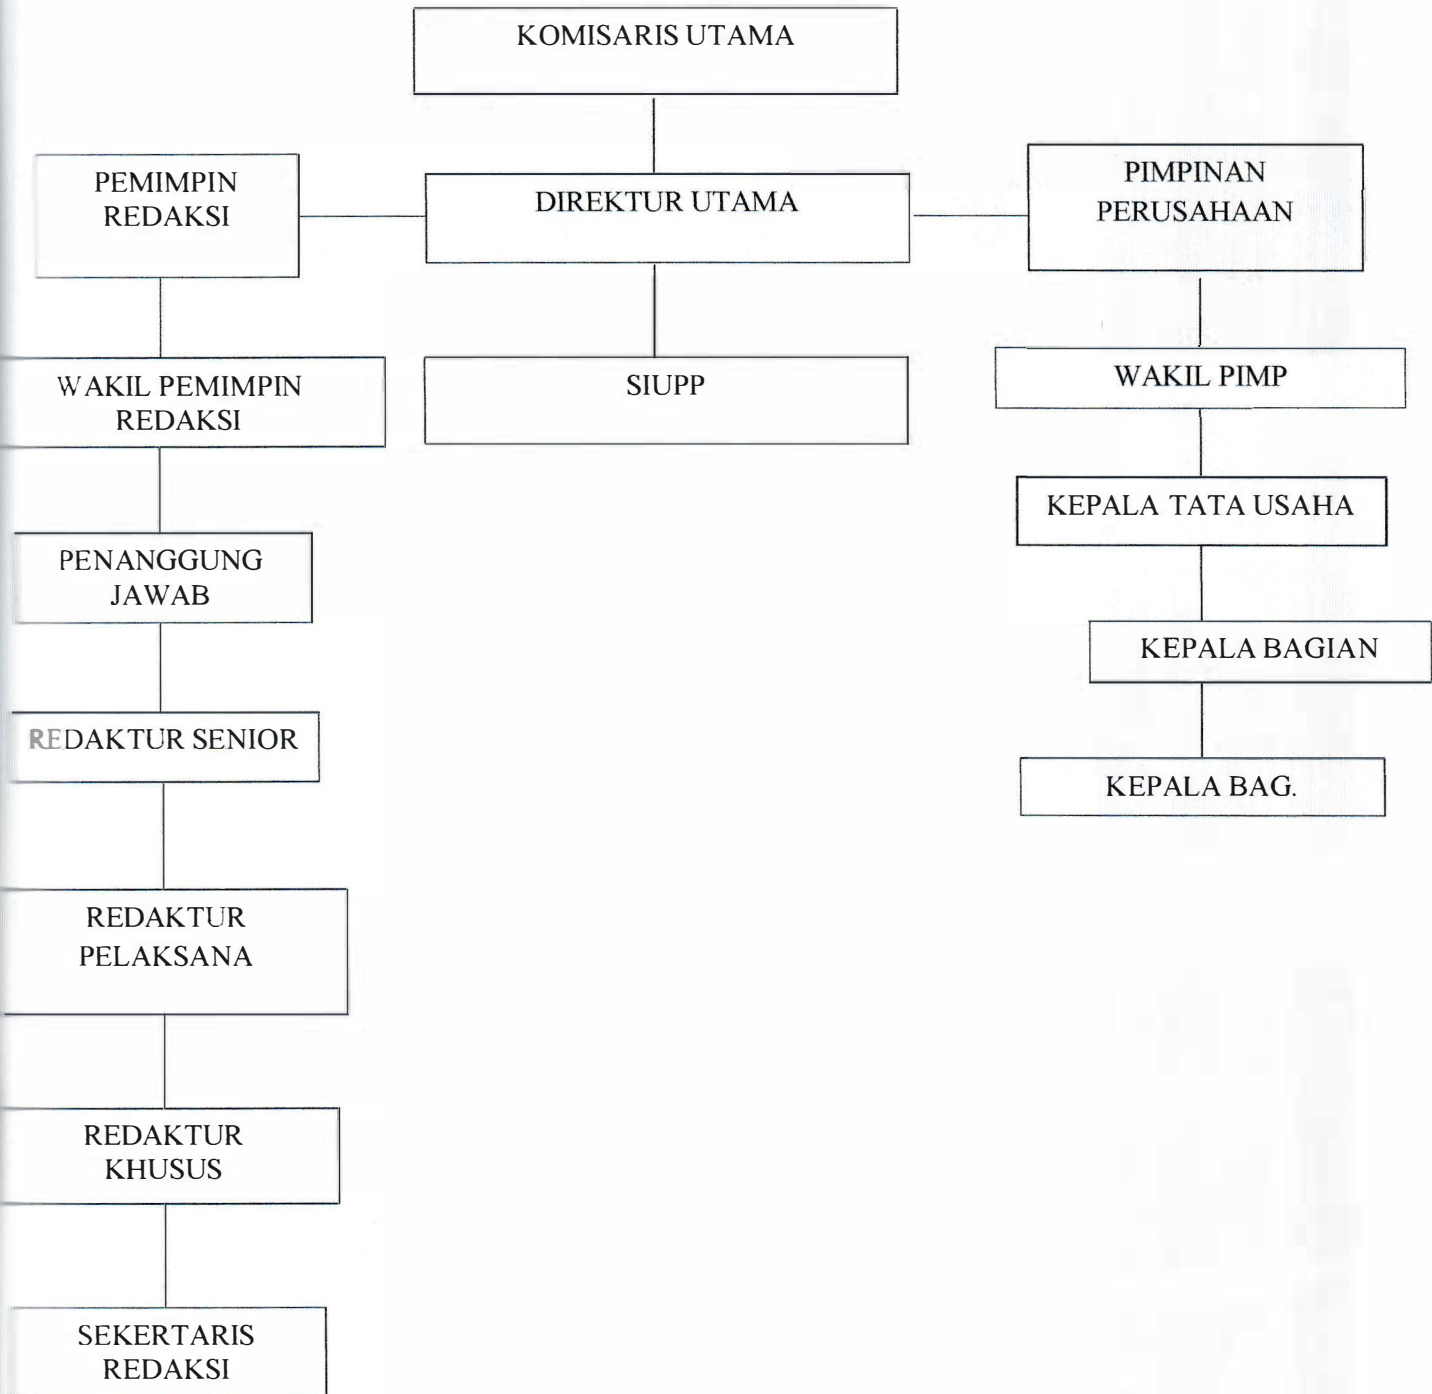 KOMISARIS UTAMA
PEMIMPIN
REDAKSI
DIREKTUR UTAMA
PIMPINAN
PERUSAHAAN
WAKIL PEMIMPIN
REDAKSI
SIUPP
WAKIL PIMP
KEPALA TATA USAHA
PENANGGUNG
JAWAB
KEPALA BAGIAN
REDAKTUR SENIOR
KEPALA BAG.
REDAKTUR
PELAKSANA
REDAKTUR
KHUSUS
SEKERTARIS
REDAKSI